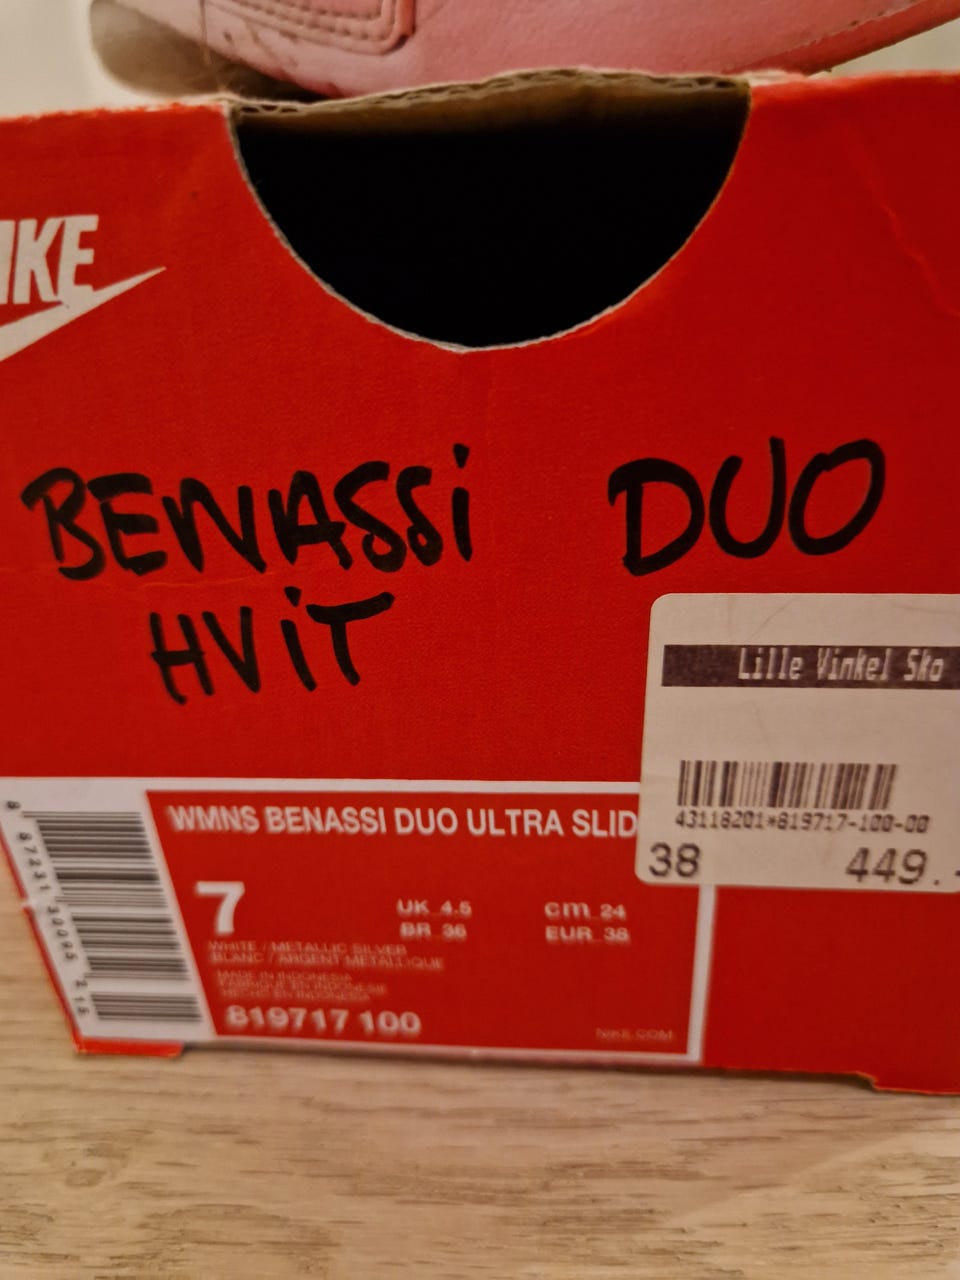 NIKE
BENASSi DUO
HViT
Lille Vinkel Sko
43118201*819717-100-00
38 449.-
WMNS BENASSI DUO ULTRA SLID
7
UK 4.5 cm 24
BR 36 EUR 38
WHITE / METALLIC SILVER
BLANC / ARGENT METALLIQUE
MADE IN INDONESIA
FABRIQUE EN INDONESIE
HECHO EN INDONESIA
819717 100
NIKE.COM